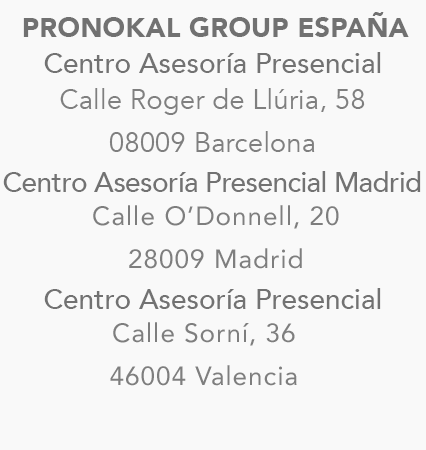 PRONOKAL GROUP ESPAÑA
Centro Asesoría Presencial
Calle Roger de Llúria, 58
08009 Barcelona
Centro Asesoría Presencial Madrid
Calle O’Donnell, 20
28009 Madrid
Centro Asesoría Presencial
Calle Sorní, 36
46004 Valencia